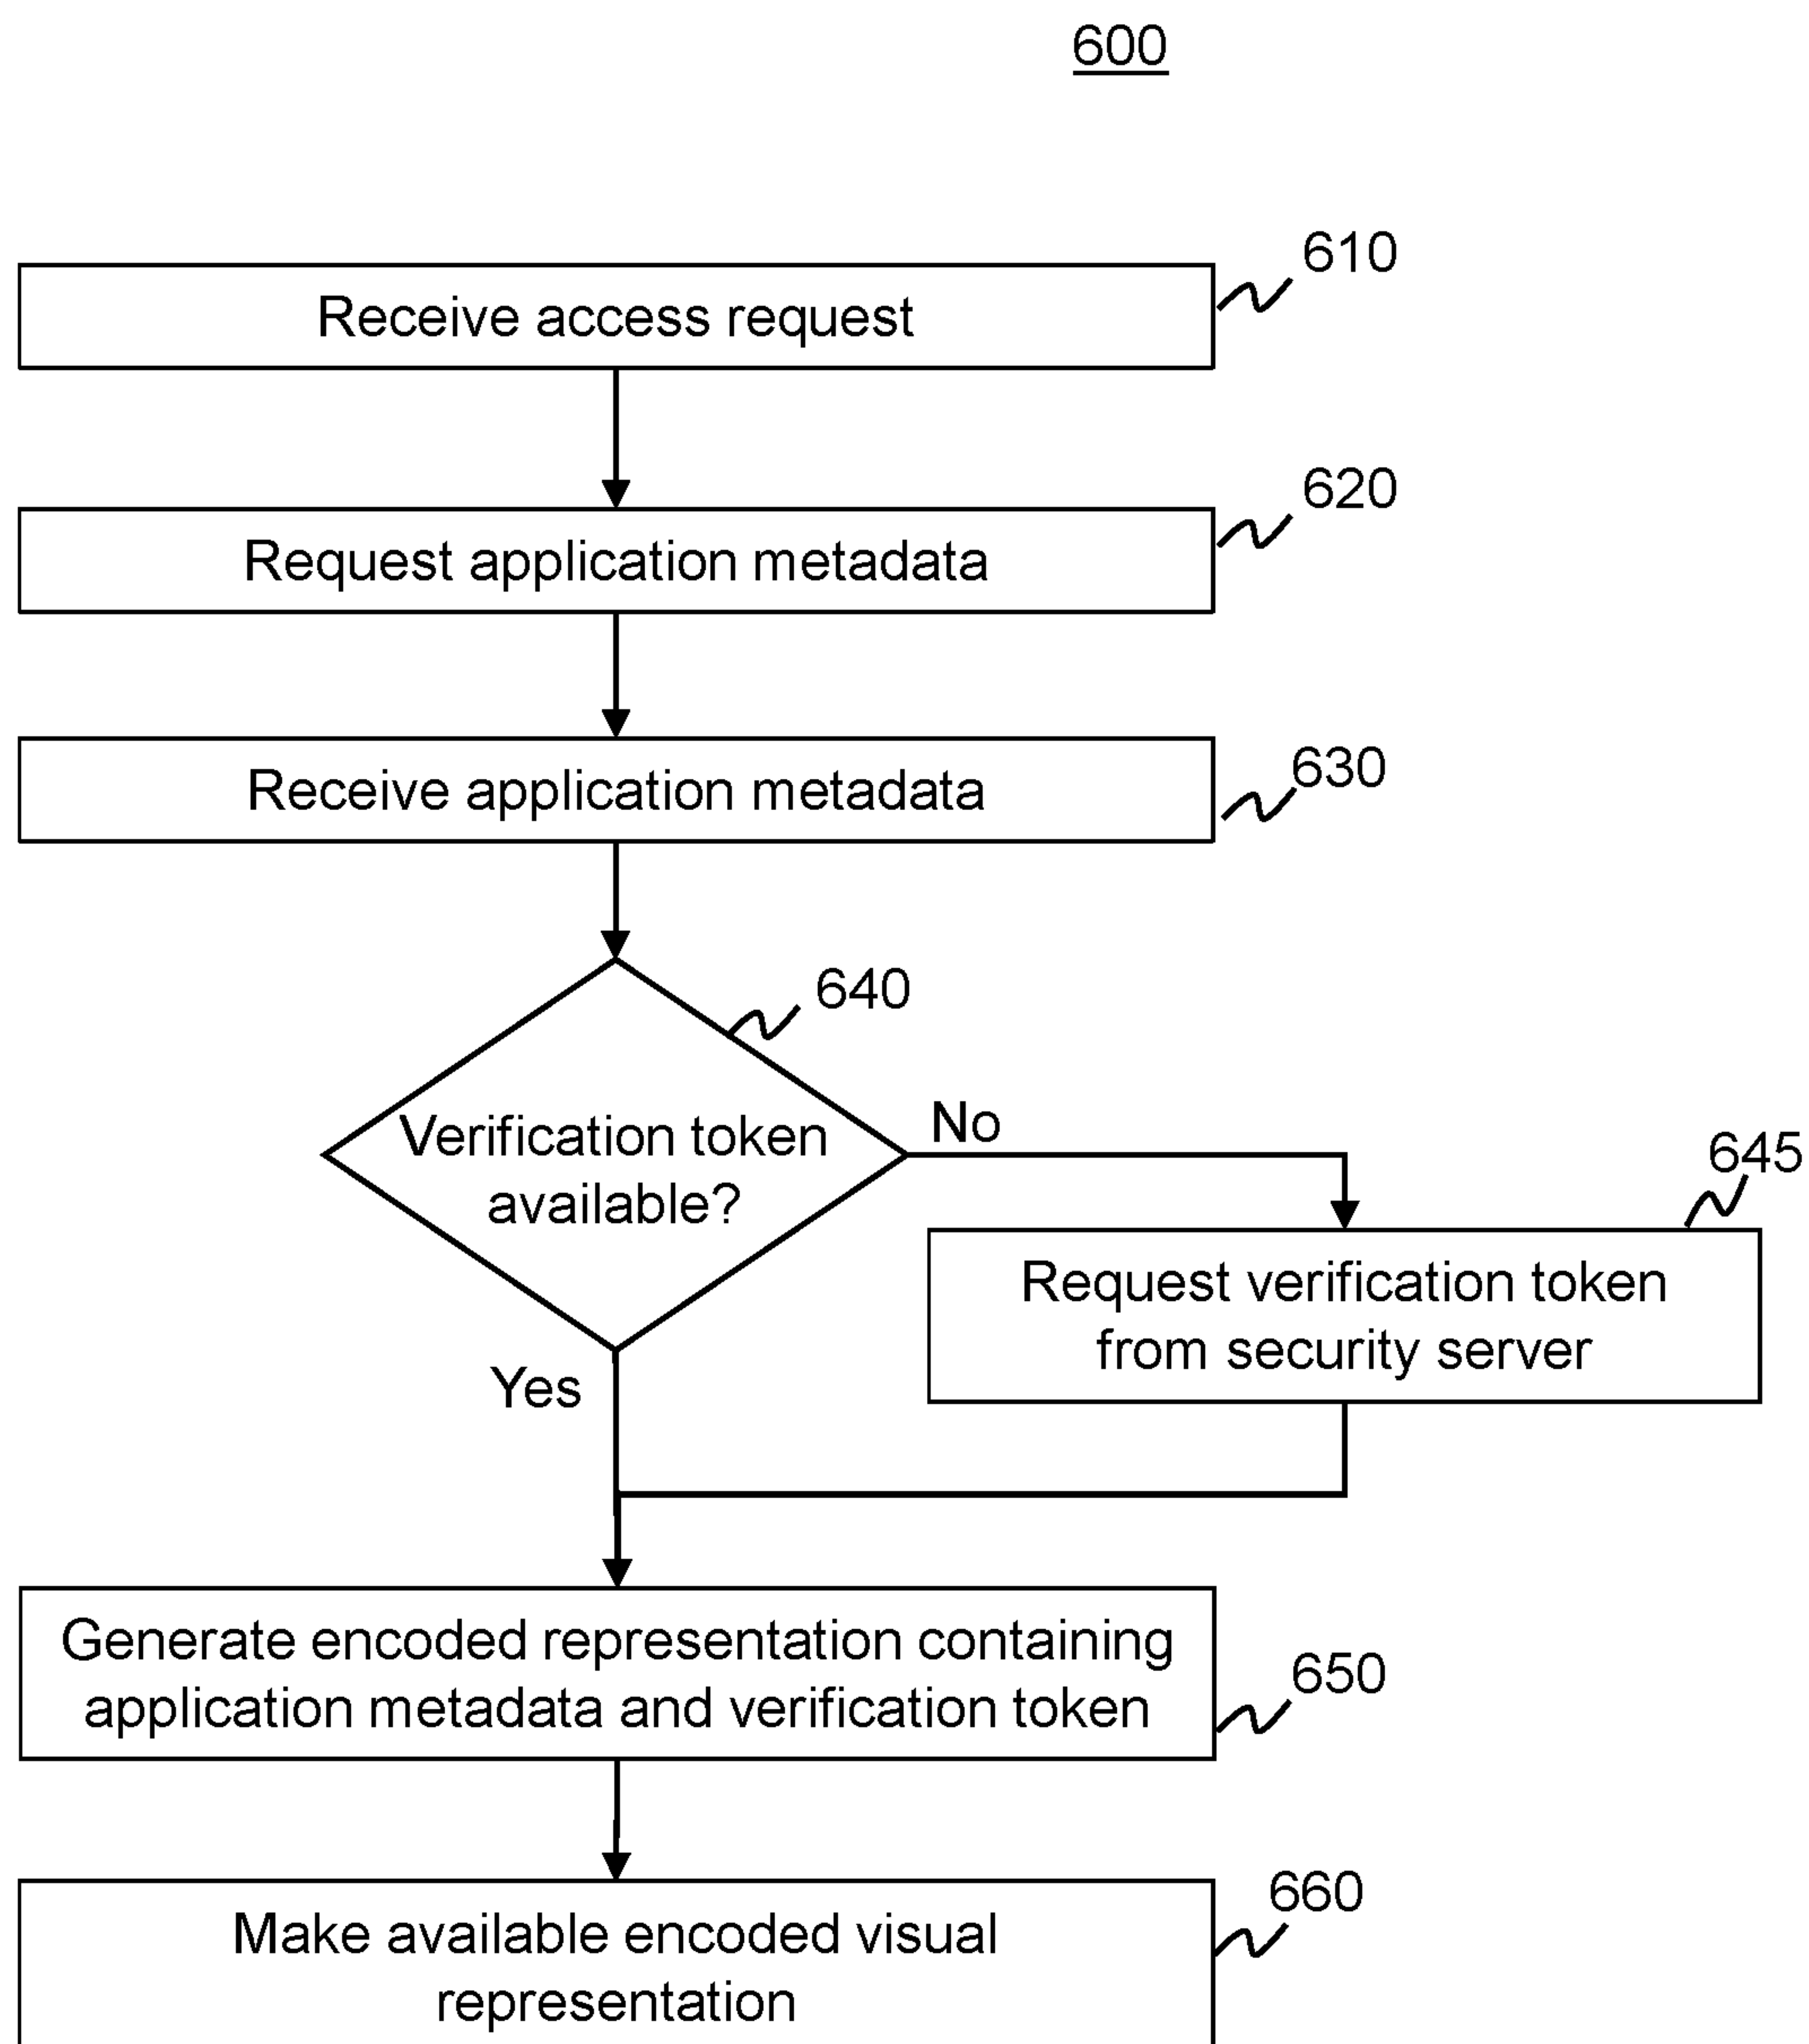 600
610
Receive access request
620
Request application metadata
630
Receive application metadata
640
Verification token
available?
No
645
Request verification token
from security server
Yes
Generate encoded representation containing
application metadata and verification token
650
660
Make available encoded visual
representation